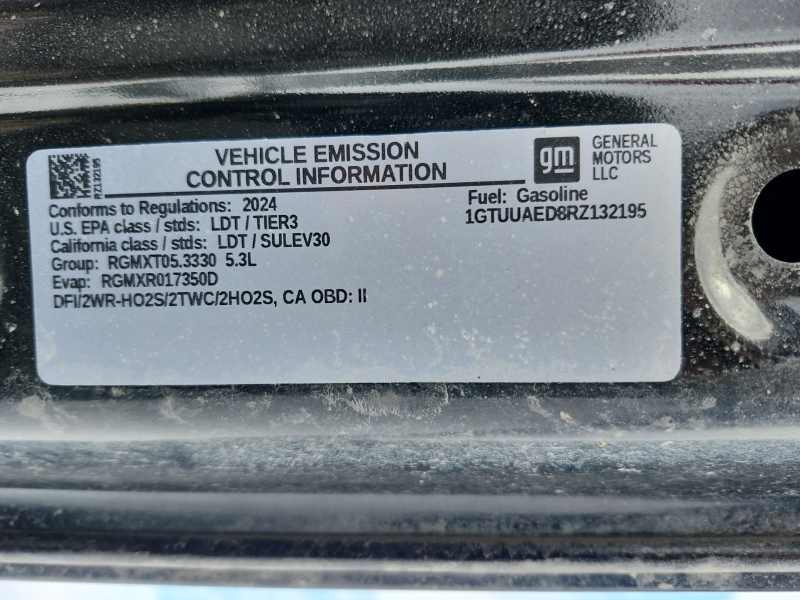 RZ132195
VEHICLE EMISSION
CONTROL INFORMATION
gm
GENERAL
MOTORS
LLC
Conforms to Regulations: 2024
U.S. EPA class / stds: LDT / TIER3
California class / stds: LDT / SULEV30
Group: RGMXT05.3330 5.3L
Evap: RGMXR017350D
DFI/2WR-HO2S/2TWC/2HO2S, CA OBD: II
Fuel: Gasoline
1GTUUAED8RZ132195